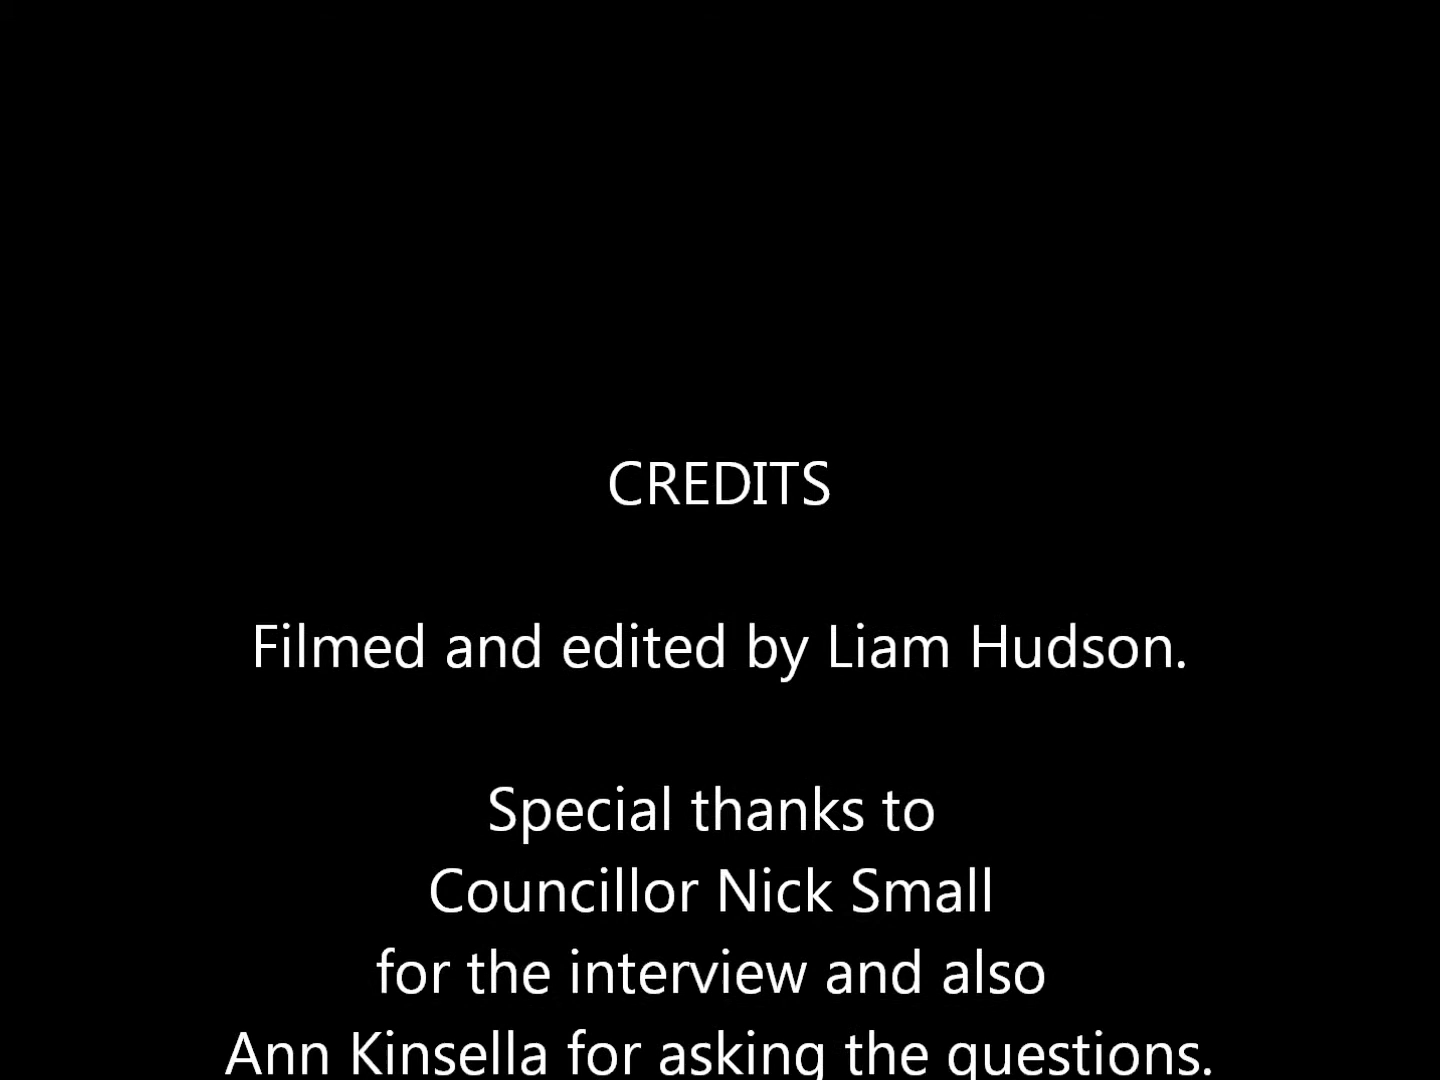 CREDITS
Filmed and edited by Liam Hudson.
Special thanks to
Councillor Nick Small
for the interview and also
Ann Kinsella for asking the questions.